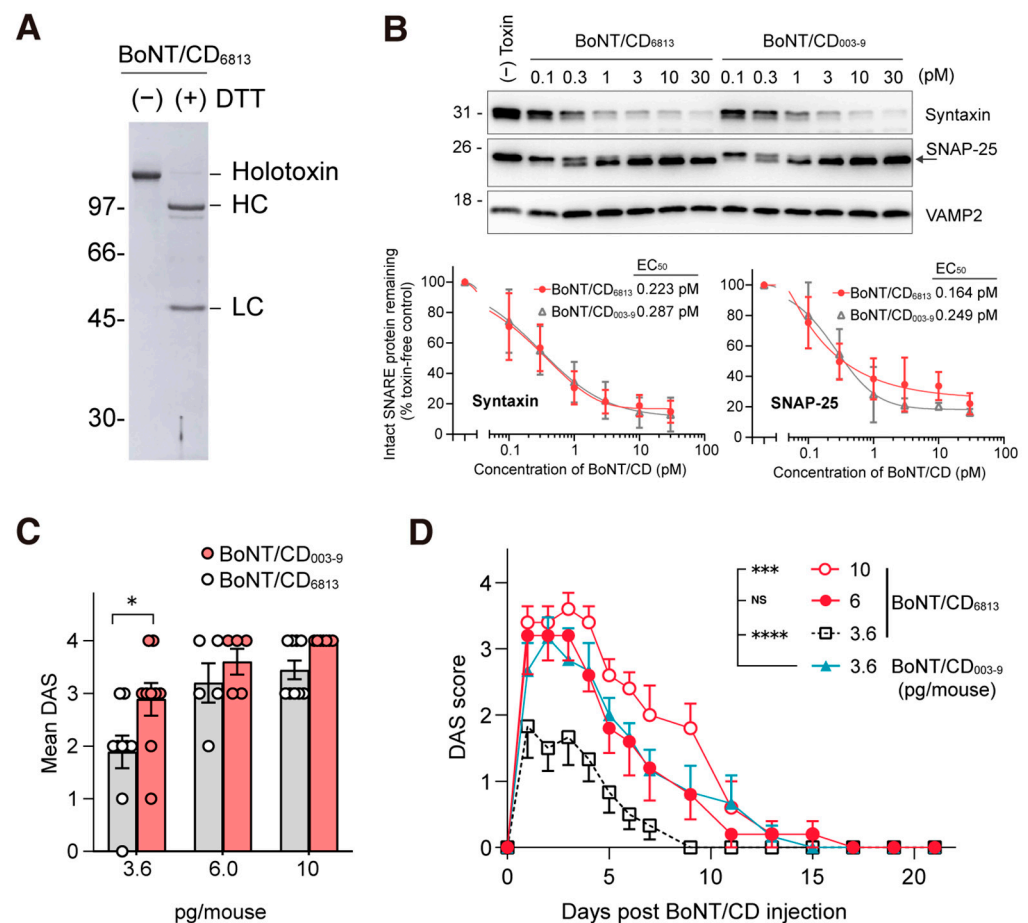 A
BoNT/CD6813
(−) (+) DTT
Holotoxin
HC
97-
66-
LC
45-
30-
B
(−) Toxin
BoNT/CD6813
BoNT/CD003-9
0.1 0.3 1 3 10 30 0.1 0.3 1 3 10 30 (pM)
31 -
Syntaxin
26 -
SNAP-25
18 -
VAMP2
Intact SNARE protein remaining
(% toxin-free control)
100
80
60
40
20
0
EC50
BoNT/CD6813 0.223 pM
BoNT/CD003-9 0.287 pM
Syntaxin
0.1 1 10 100
Concentration of BoNT/CD (pM)
100
80
60
40
20
0
EC50
BoNT/CD6813 0.164 pM
BoNT/CD003-9 0.249 pM
SNAP-25
0.1 1 10 100
Concentration of BoNT/CD (pM)
C
BoNT/CD003-9
BoNT/CD6813
*
Mean DAS
4
3
2
1
0
3.6 6.0 10
pg/mouse
D
DAS score
4
3
2
1
0
*** 10
NS 6 BoNT/CD6813
**** 3.6
3.6 BoNT/CD003-9
(pg/mouse)
0 5 10 15 20
Days post BoNT/CD injection